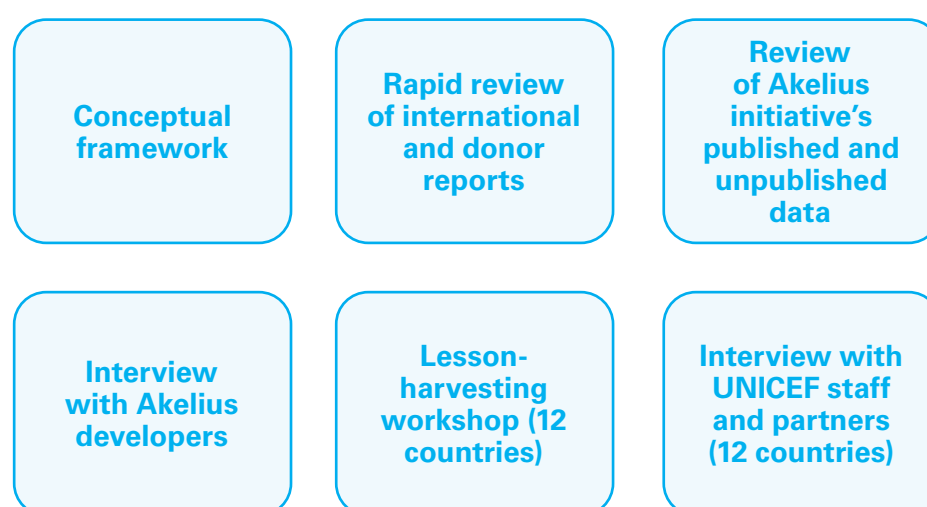 Conceptual
framework
Rapid review
of international
and donor
reports
Review
of Akelius
initiative’s
published and
unpublished
data
Interview
with Akelius
developers
Lesson-
harvesting
workshop (12
countries)
Interview with
UNICEF staff
and partners
(12 countries)